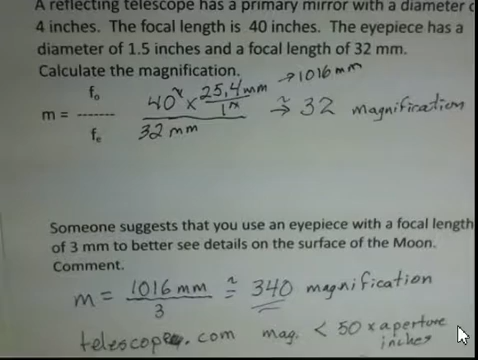 A reflecting telescope has a primary mirror with a diameter
4 inches. The focal length is 40 inches. The eyepiece has a
diameter of 1.5 inches and a focal length of 32 mm.
Calculate the magnification.
→ 1016 mm
fo 40" x 25.4 mm
m = ------- 1" ≈ 32 magnification
fe 32 mm
Someone suggests that you use an eyepiece with a focal length
of 3 mm to better see details on the surface of the Moon.
Comment.
m = 1016 mm ≈ 340 magnification
3
telescope.com mag. < 50 x aperture
inches